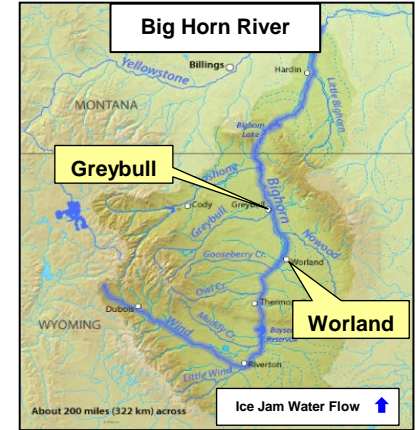 Big Horn River
Yellowstone
Billings
Hardin
Little Bighorn
MONTANA
Bighorn
Lake
Greybull
Shoshone
Bighorn
Cody
Greybull
Greybull
Nowood
Gooseberry Cr.
Worland
Owl Cr.
Thermo
Worland
Dubois
Wind
Muddy Cr.
Boysen
Reservoir
WYOMING
Little Wind
Riverton
About 200 miles (322 km) across
Ice Jam Water Flow